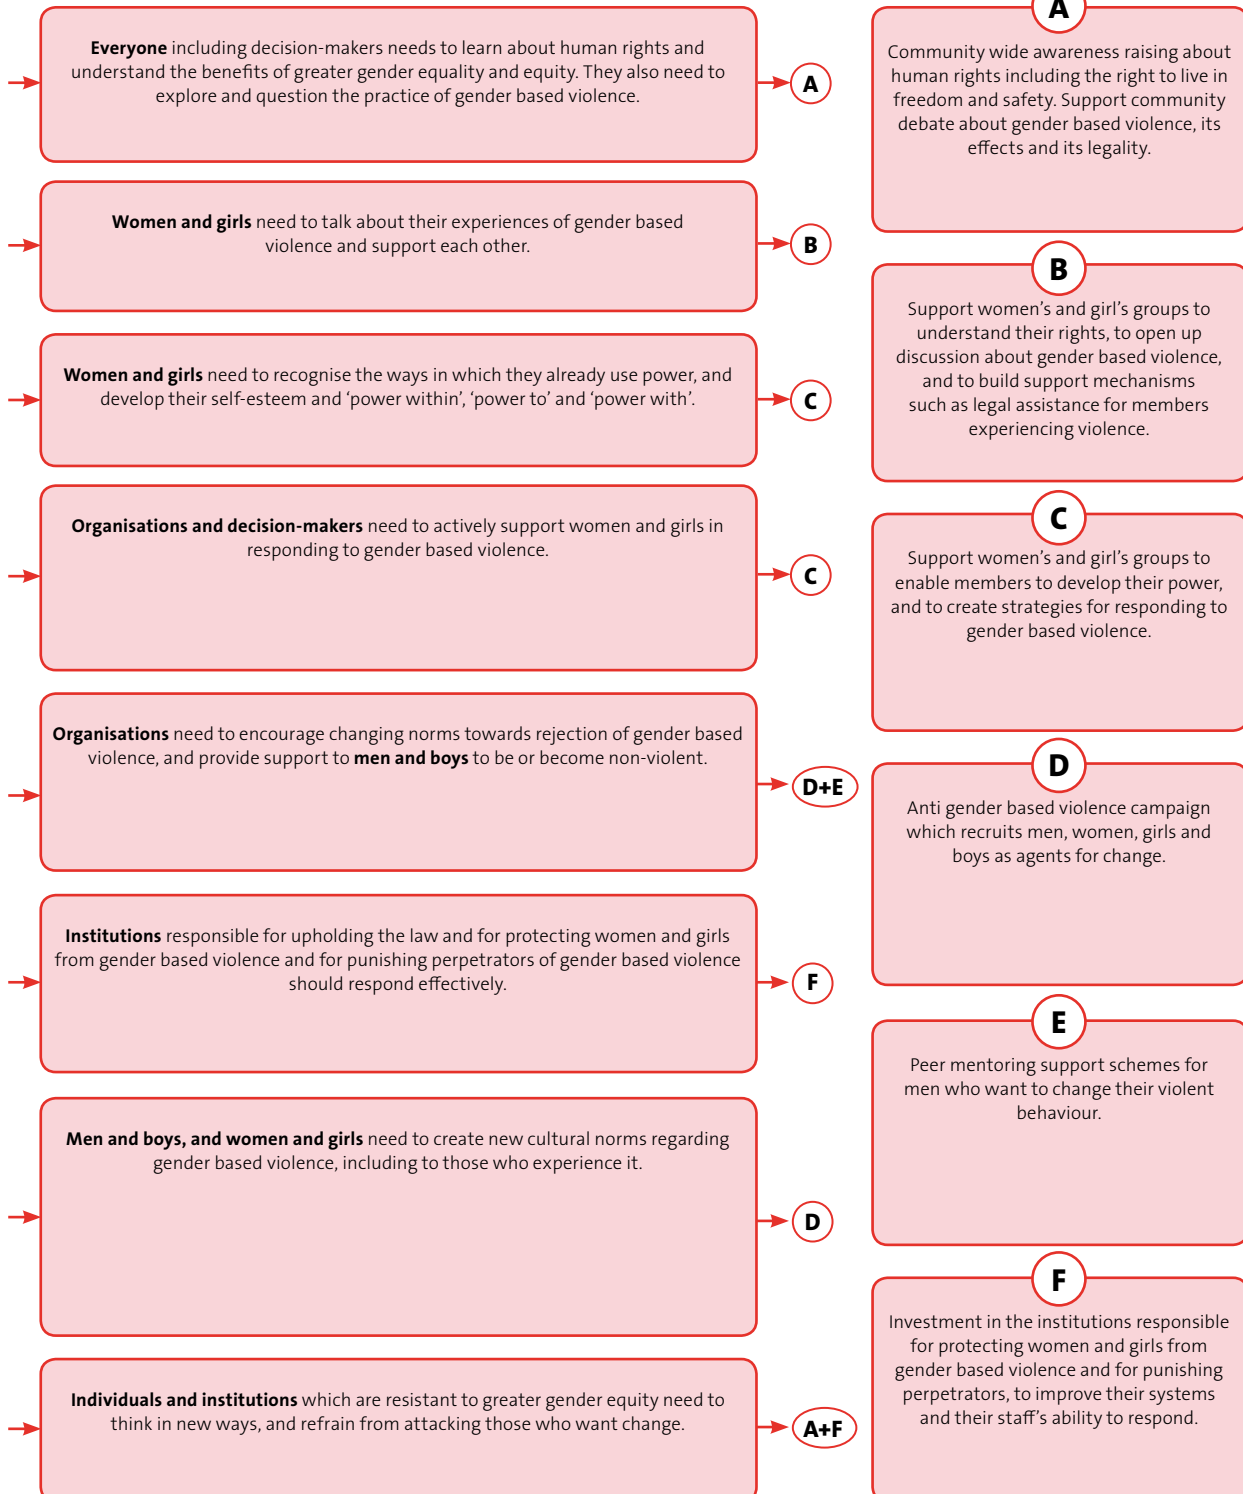 Everyone including decision-makers needs to learn about human rights and
understand the benefits of greater gender equality and equity. They also need to
explore and question the practice of gender based violence.
A
Women and girls need to talk about their experiences of gender based
violence and support each other.
B
Women and girls need to recognise the ways in which they already use power, and
develop their self-esteem and ‘power within’, ‘power to’ and ‘power with’.
C
Organisations and decision-makers need to actively support women and girls in
responding to gender based violence.
C
Organisations need to encourage changing norms towards rejection of gender based
violence, and provide support to men and boys to be or become non-violent.
D+E
Institutions responsible for upholding the law and for protecting women and girls
from gender based violence and for punishing perpetrators of gender based violence
should respond effectively.
F
Men and boys, and women and girls need to create new cultural norms regarding
gender based violence, including to those who experience it.
D
Individuals and institutions which are resistant to greater gender equity need to
think in new ways, and refrain from attacking those who want change.
A+F
A
Community wide awareness raising about
human rights including the right to live in
freedom and safety. Support community
debate about gender based violence, its
effects and its legality.
B
Support women’s and girl’s groups to
understand their rights, to open up
discussion about gender based violence,
and to build support mechanisms
such as legal assistance for members
experiencing violence.
C
Support women’s and girl’s groups to
enable members to develop their power,
and to create strategies for responding to
gender based violence.
D
Anti gender based violence campaign
which recruits men, women, girls and
boys as agents for change.
E
Peer mentoring support schemes for
men who want to change their violent
behaviour.
F
Investment in the institutions responsible
for protecting women and girls from
gender based violence and for punishing
perpetrators, to improve their systems
and their staff’s ability to respond.